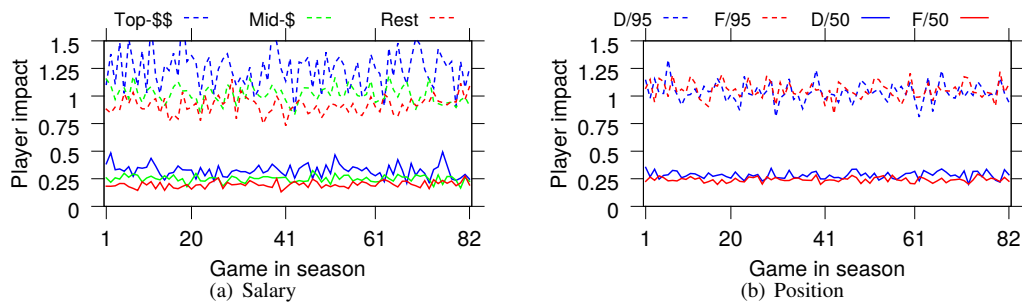 Top-$$ Mid-$ Rest
1.5
1.25
1
0.75
0.5
0.25
0
Player impact
1 20 41 61 82
Game in season
(a) Salary
D/95 F/95 D/50 F/50
1.5
1.25
1
0.75
0.5
0.25
0
Player impact
1 20 41 61 82
Game in season
(b) Position